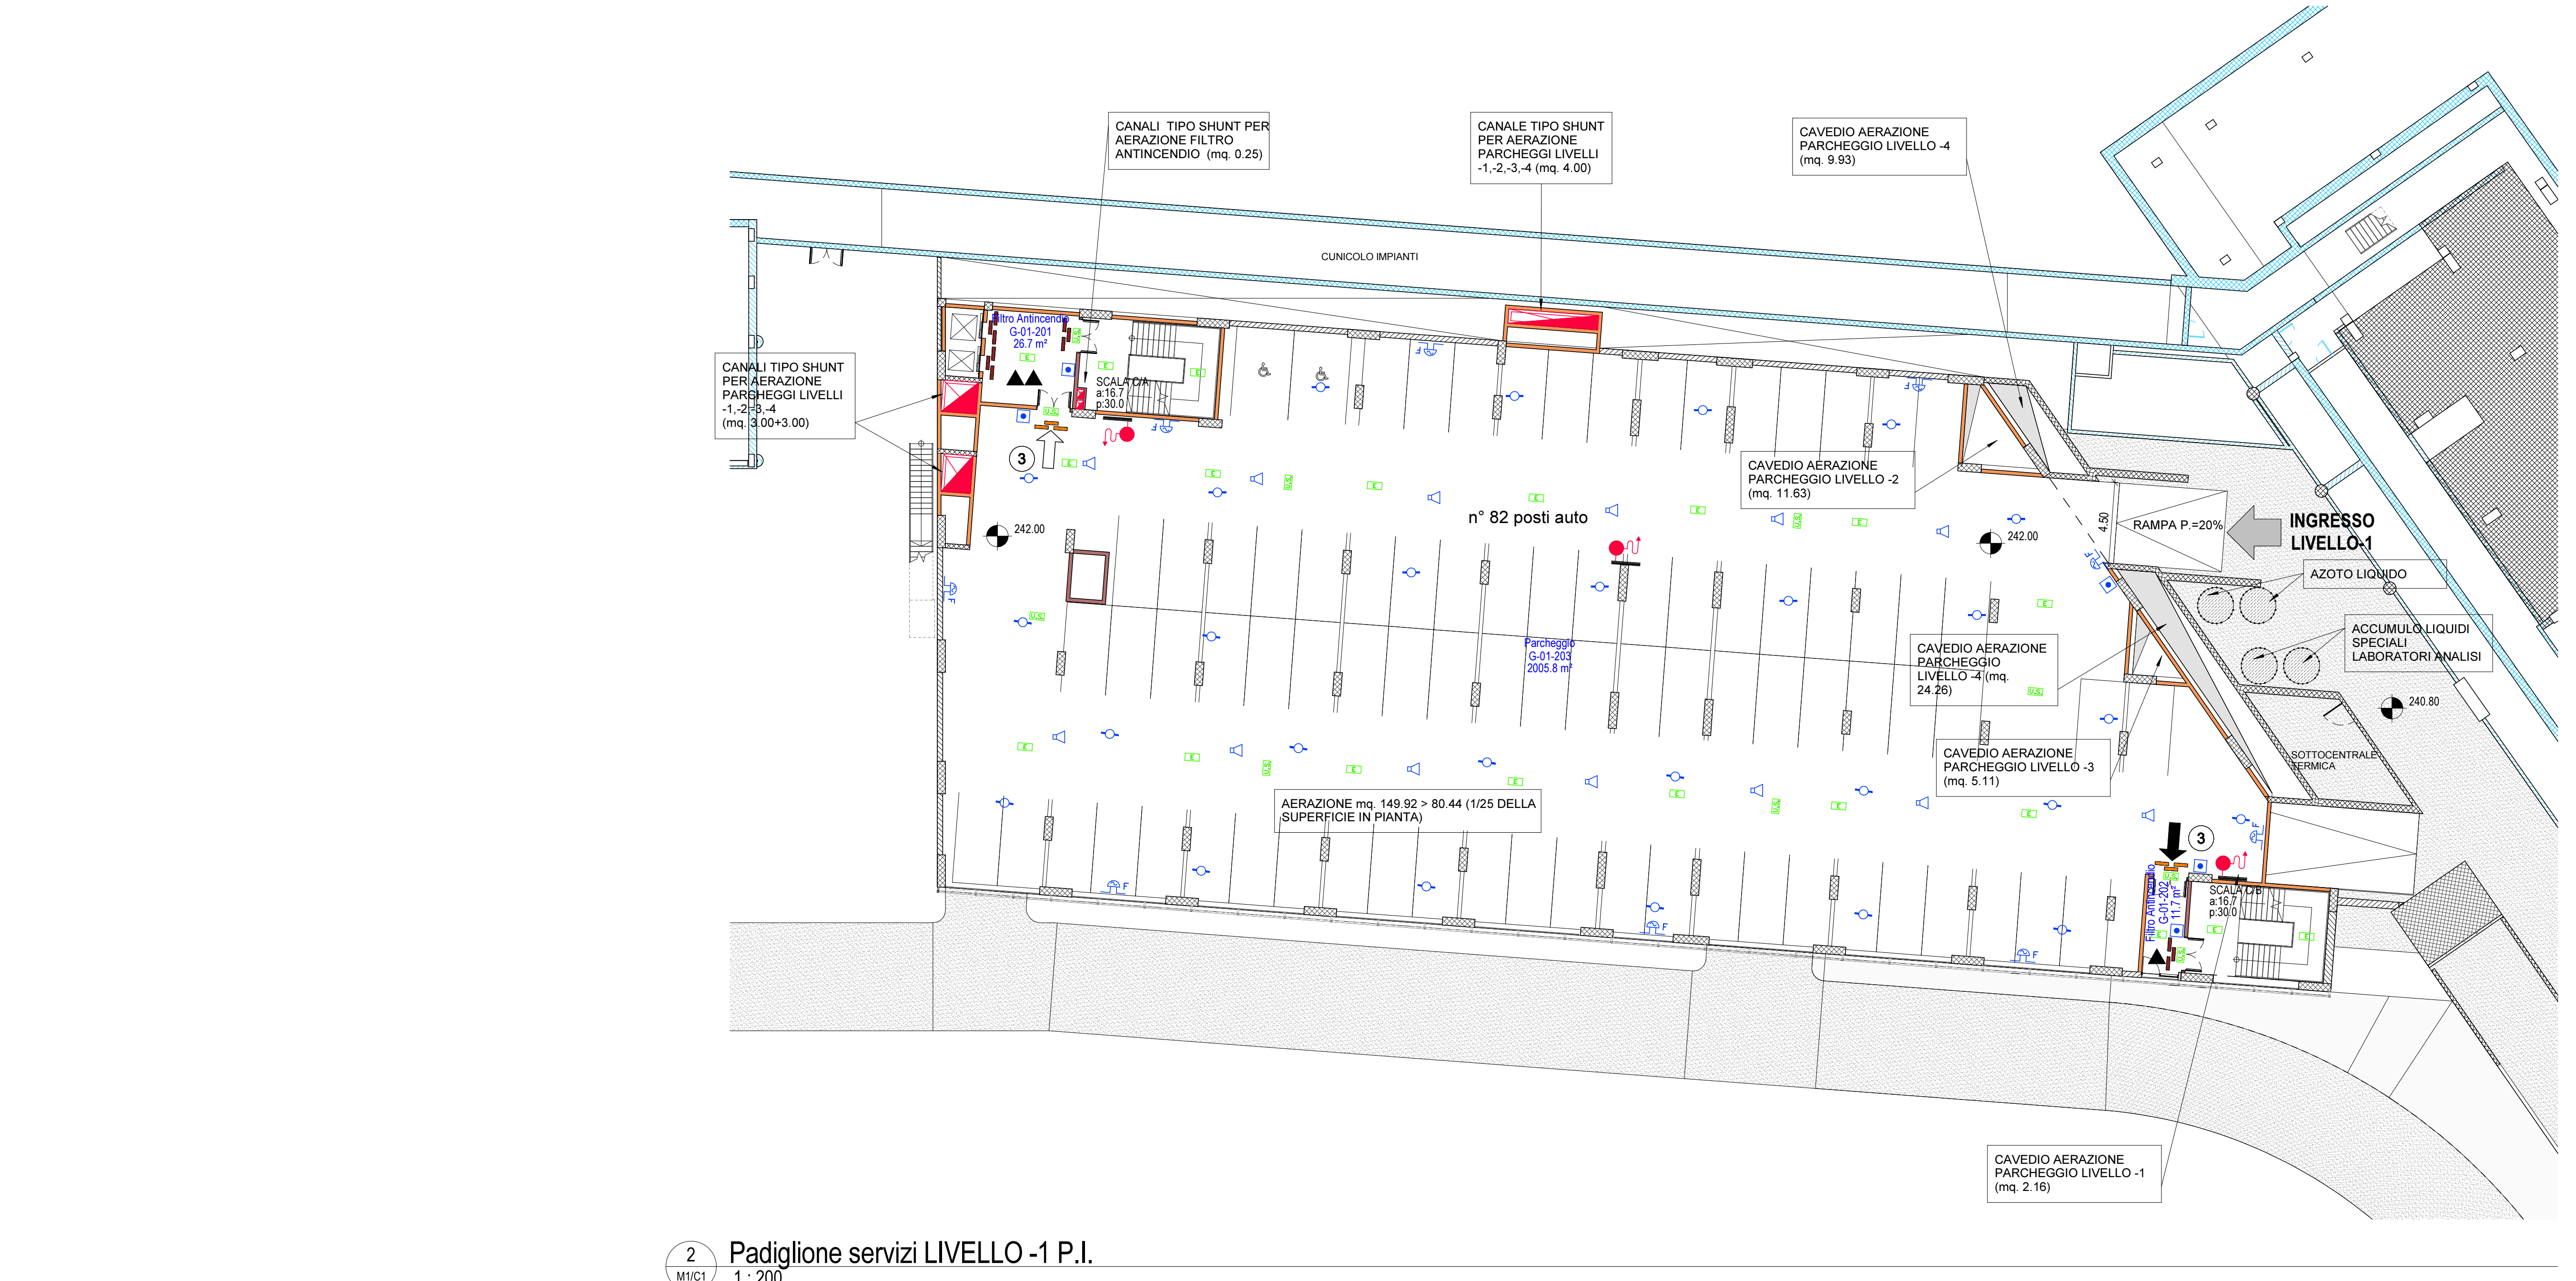 CANALI TIPO SHUNT PER
AERAZIONE FILTRO
ANTINCENDIO (mq. 0.25)
CANALE TIPO SHUNT
PER AERAZIONE
PARCHEGGI LIVELLI
-1,-2,-3,-4 (mq. 4.00)
CAVEDIO AERAZIONE
PARCHEGGIO LIVELLO -4
(mq. 9.93)
CUNICOLO IMPIANTI
Filtro Antincendio
G-01-201
26.7 m²
CANALI TIPO SHUNT
PER AERAZIONE
PARCHEGGI LIVELLI
-1,-2,-3,-4
(mq. 3.00+3.00)
SCALA C/A
a:16.7
p:30.0
3
242.00
n° 82 posti auto
CAVEDIO AERAZIONE
PARCHEGGIO LIVELLO -2
(mq. 11.63)
242.00
4.50
RAMPA P.=20%
INGRESSO
LIVELLO-1
AZOTO LIQUIDO
ACCUMULO LIQUIDI
SPECIALI
LABORATORI ANALISI
Parcheggio
G-01-203
2005.8 m²
CAVEDIO AERAZIONE
PARCHEGGIO
LIVELLO -4 (mq.
24.26)
240.80
CAVEDIO AERAZIONE
PARCHEGGIO LIVELLO -3
(mq. 5.11)
SOTTOCENTRALE
TERMICA
AERAZIONE mq. 149.92 > 80.44 (1/25 DELLA
SUPERFICIE IN PIANTA)
3
Filtro Antincendio
G-01-202
11.7 m²
SCALA C/B
a:16.7
p:30.0
CAVEDIO AERAZIONE
PARCHEGGIO LIVELLO -1
(mq. 2.16)
2
M1/C1
Padiglione servizi LIVELLO -1 P.I.
1 : 200